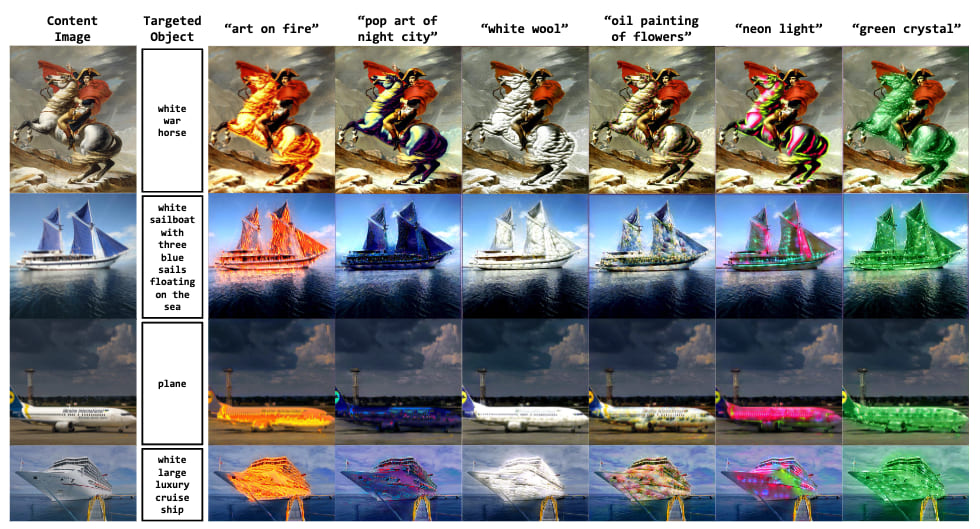 Content
Image
Targeted
Object
“art on fire”
“pop art of
night city”
“white wool”
“oil painting
of flowers”
“neon light”
“green crystal”
white
war
horse
white
sailboat
with
three
blue
sails
floating
on the
sea
plane
Ukraine International
white
large
luxury
cruise
ship